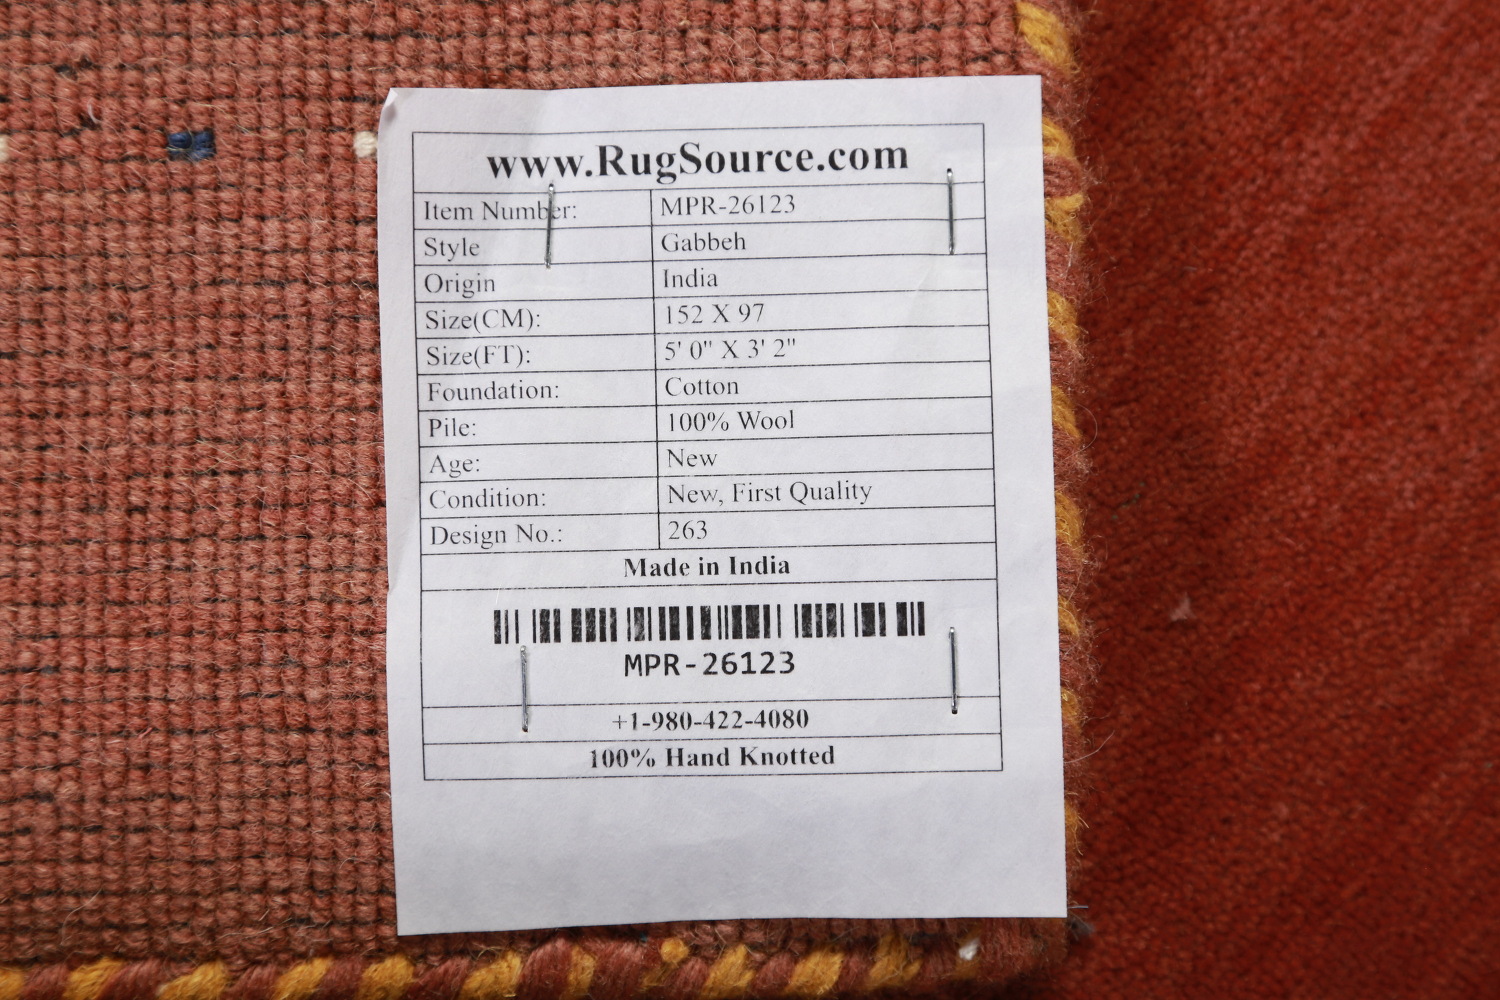 www.RugSource.com
Item Number: MPR-26123
Style Gabbeh
Origin India
Size(CM): 152 X 97
Size(FT): 5' 0" X 3' 2"
Foundation: Cotton
Pile: 100% Wool
Age: New
Condition: New, First Quality
Design No.: 263
Made in India
MPR-26123
+1-980-422-4080
100% Hand Knotted